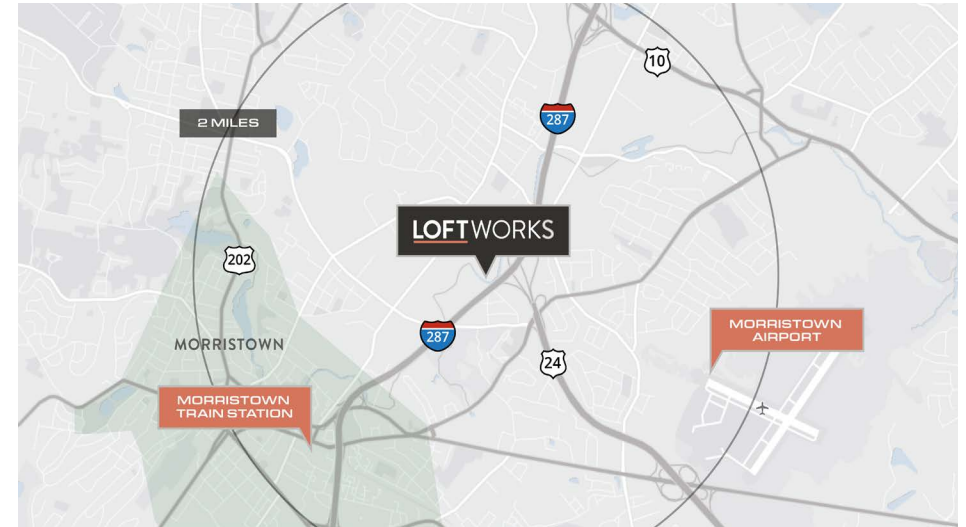 10
287
2 MILES
LOFTWORKS
202
287
MORRISTOWN
AIRPORT
MORRISTOWN
24
MORRISTOWN
TRAIN STATION